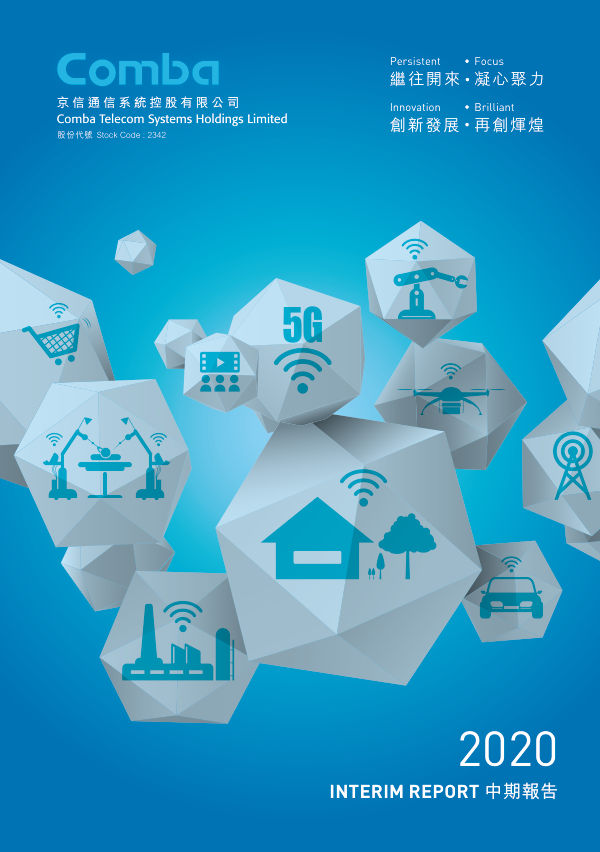 Comba
京信通信系統控股有限公司
Comba Telecom Systems Holdings Limited
股份代號 Stock Code : 2342
Persistent ◆ Focus
繼往開來 • 凝心聚力
Innovation ◆ Brilliant
創新發展 • 再創輝煌
5G
2020
INTERIM REPORT 中期報告